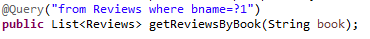 @Query("from Reviews where bname=?1")
public List<Reviews> getReviewsByBook(String book);